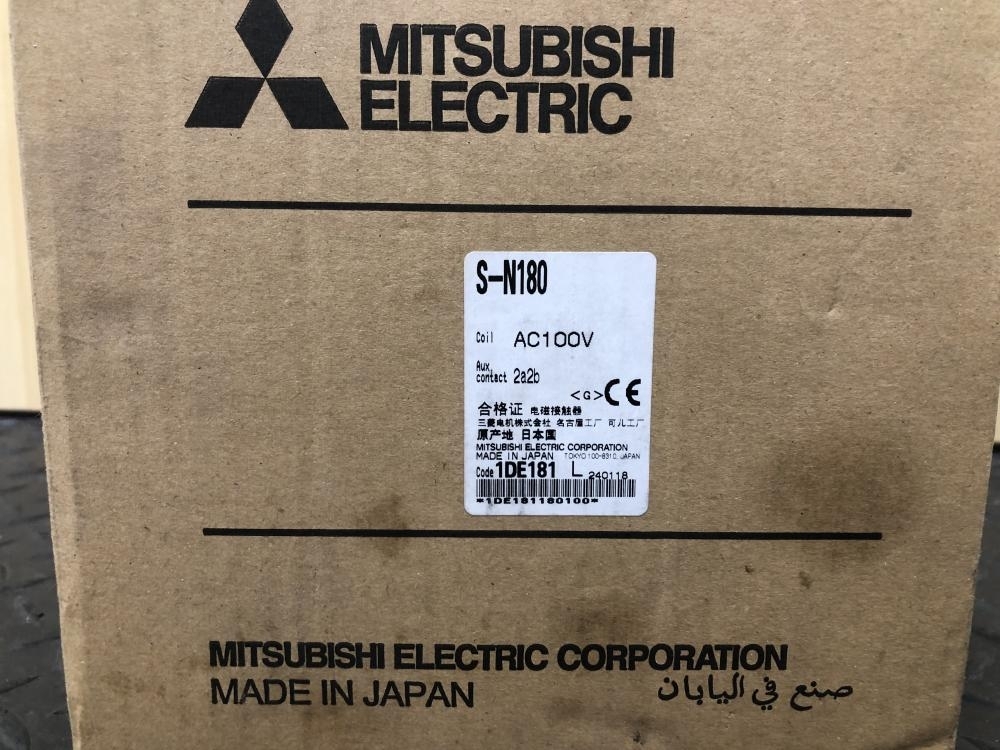 MITSUBISHI
ELECTRIC
S-N180
Coil AC100V
Aux.
contact 2a2b
<G> CE
合格证 电磁接触器
三菱电机株式会社 名古屋工厂 可儿工厂
原产地 日本国
MITSUBISHI ELECTRIC CORPORATION
MADE IN JAPAN TOKYO 100-8310, JAPAN
Code 1DE181 L 240118
*1DE181180100*
MITSUBISHI ELECTRIC CORPORATION
MADE IN JAPAN صنع في اليابان